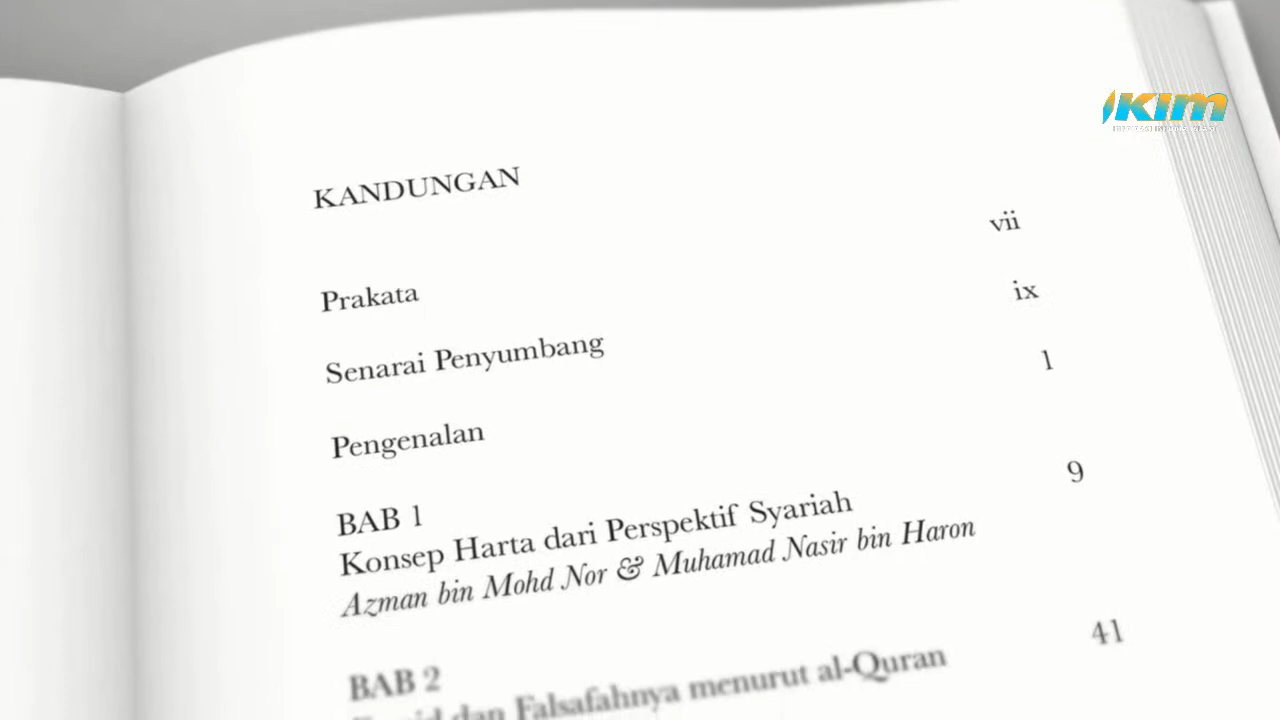 IKIM
KANDUNGAN
Prakata vii
Senarai Penyumbang ix
Pengenalan 1
BAB 1
Konsep Harta dari Perspektif Syariah 9
Azman bin Mohd Nor & Muhamad Nasir bin Haron
BAB 2
dan Falsafahnya menurut al-Quran 41